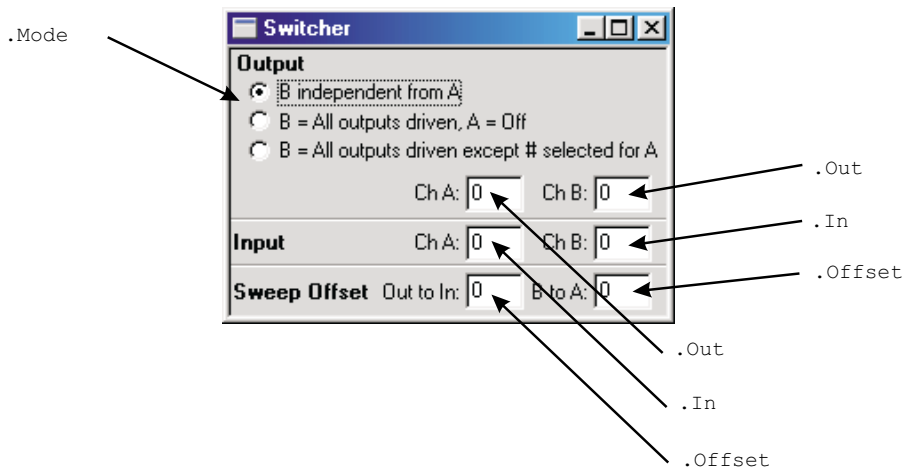 .Mode
Switcher
Output
B independent from A
B = All outputs driven, A = Off
B = All outputs driven except # selected for A
Ch A: 0 Ch B: 0
.Out
Input Ch A: 0 Ch B: 0
.In
Sweep Offset Out to In: 0 B to A: 0
.Offset
.Out
.In
.Offset